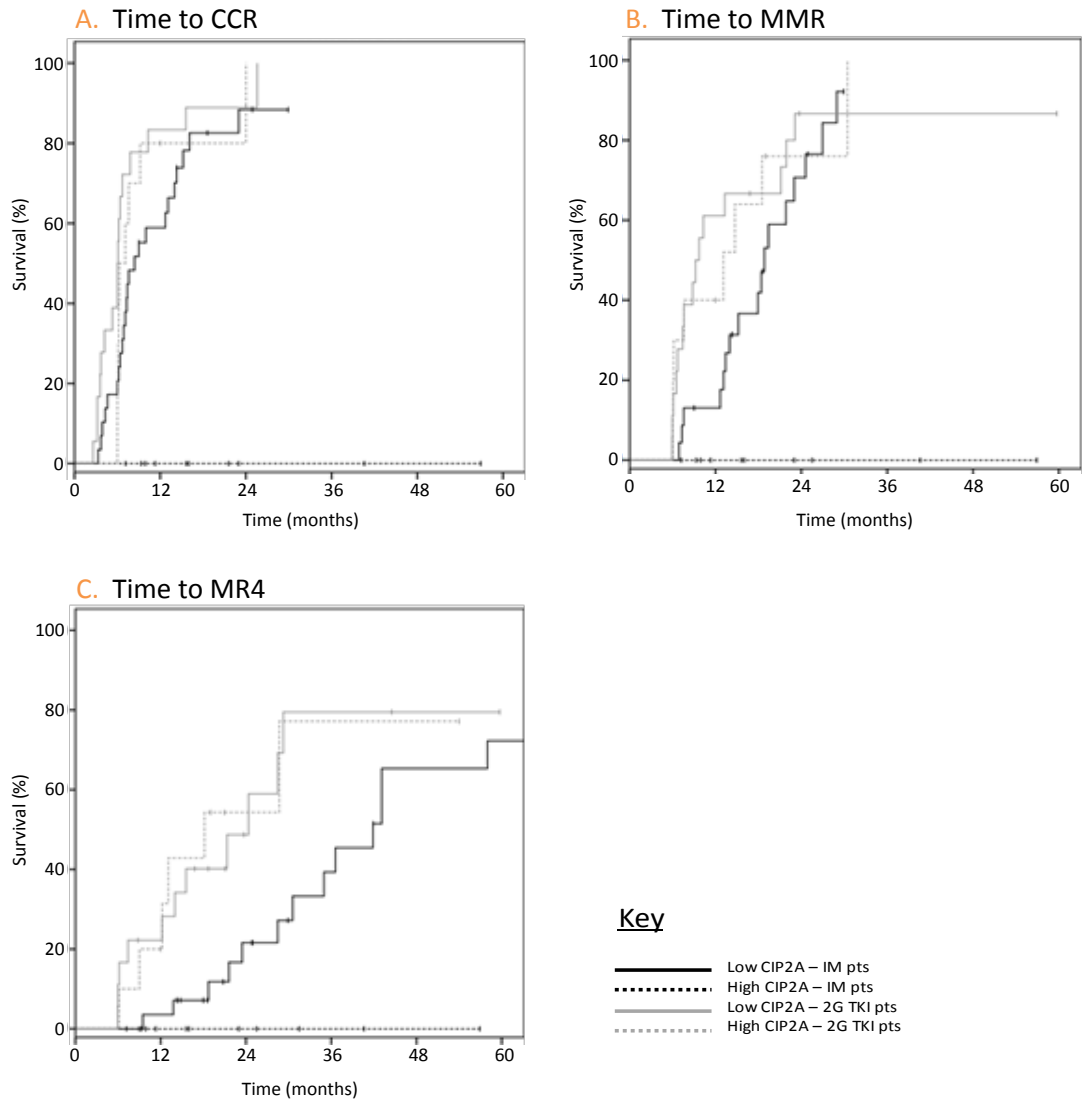 A. Time to CCR
Survival (%)
100
80
60
40
20
0
0 12 24 36 48 60
Time (months)
B. Time to MMR
Survival (%)
100
80
60
40
20
0
0 12 24 36 48 60
Time (months)
C. Time to MR4
Survival (%)
100
80
60
40
20
0
0 12 24 36 48 60
Time (months)
Key
Low CIP2A – IM pts
High CIP2A – IM pts
Low CIP2A – 2G TKI pts
High CIP2A – 2G TKI pts